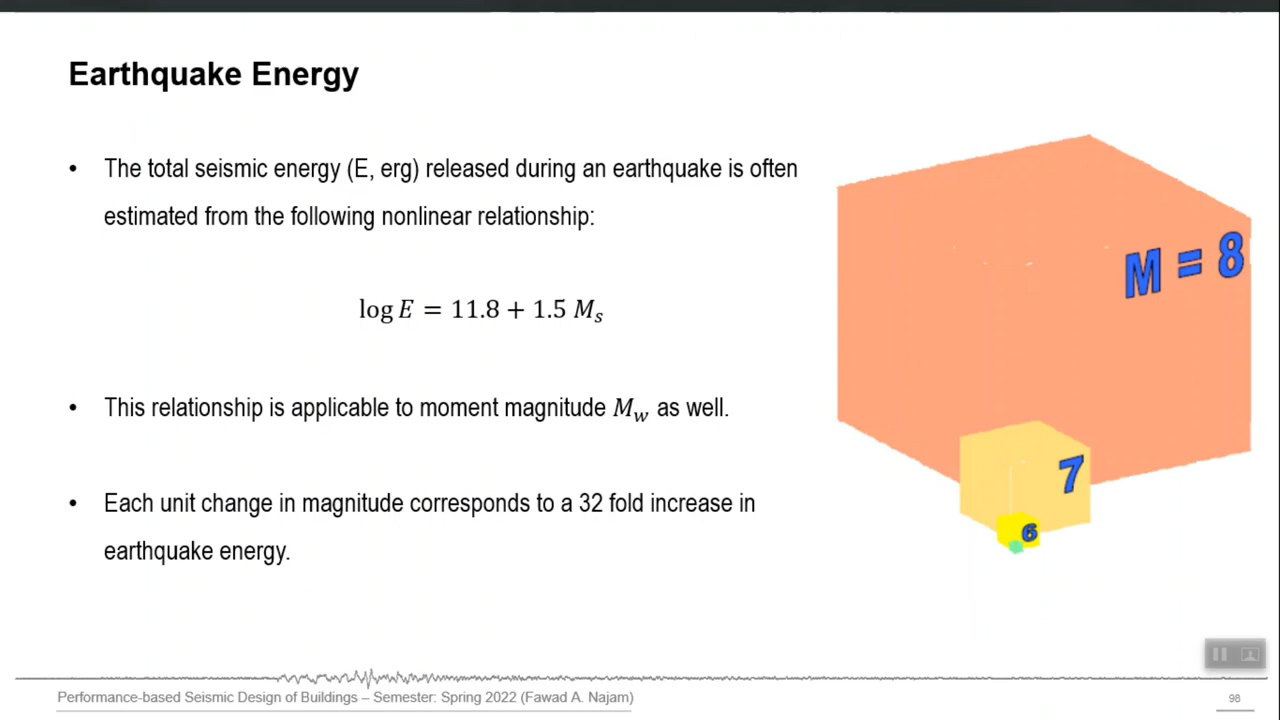 Earthquake Energy
• The total seismic energy (E, erg) released during an earthquake is often
estimated from the following nonlinear relationship:
log E = 11.8 + 1.5 Mₛ
• This relationship is applicable to moment magnitude M_w as well.
• Each unit change in magnitude corresponds to a 32 fold increase in
earthquake energy.
M = 8
7
6
Performance-based Seismic Design of Buildings – Semester: Spring 2022 (Fawad A. Najam)
98